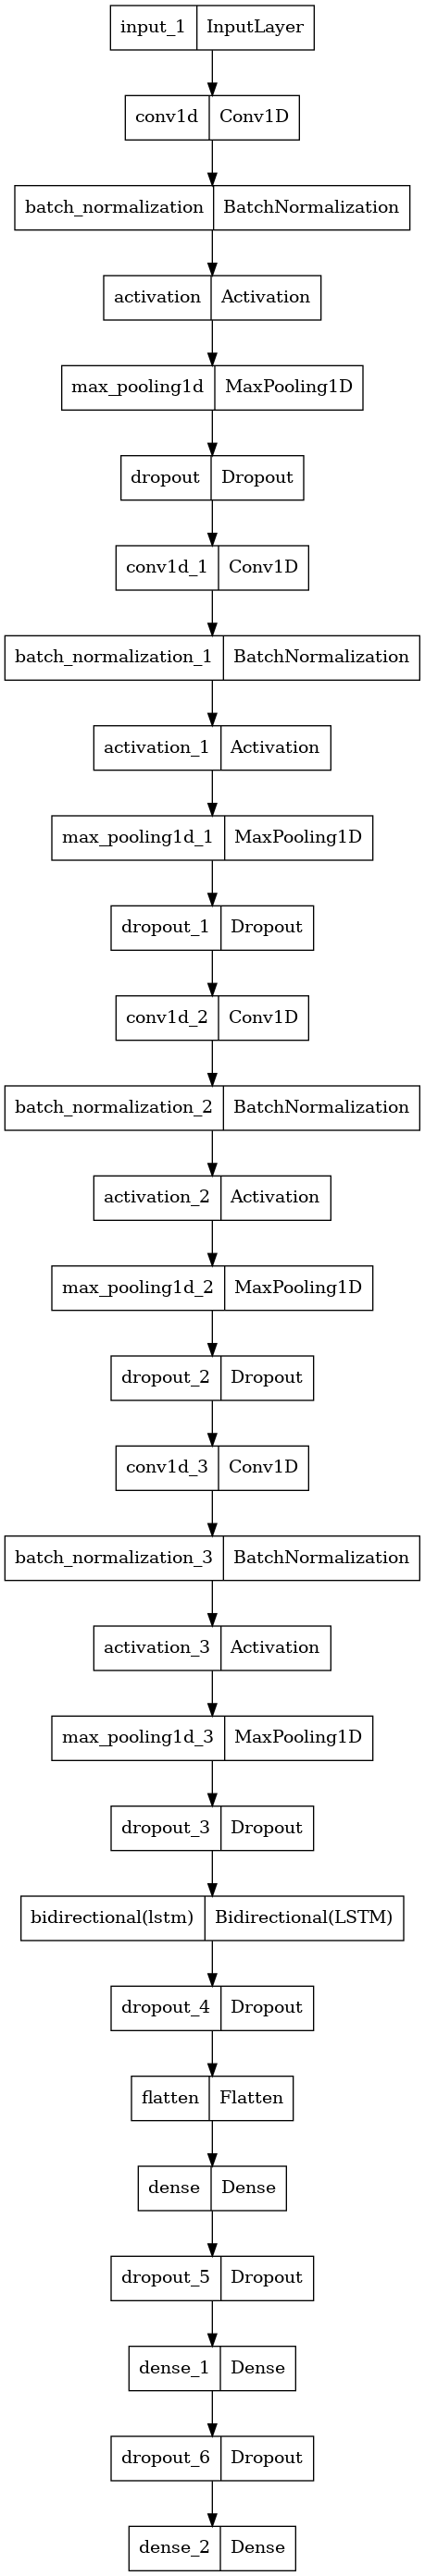 input_1 InputLayer
conv1d Conv1D
batch_normalization BatchNormalization
activation Activation
max_pooling1d MaxPooling1D
dropout Dropout
conv1d_1 Conv1D
batch_normalization_1 BatchNormalization
activation_1 Activation
max_pooling1d_1 MaxPooling1D
dropout_1 Dropout
conv1d_2 Conv1D
batch_normalization_2 BatchNormalization
activation_2 Activation
max_pooling1d_2 MaxPooling1D
dropout_2 Dropout
conv1d_3 Conv1D
batch_normalization_3 BatchNormalization
activation_3 Activation
max_pooling1d_3 MaxPooling1D
dropout_3 Dropout
bidirectional(lstm) Bidirectional(LSTM)
dropout_4 Dropout
flatten Flatten
dense Dense
dropout_5 Dropout
dense_1 Dense
dropout_6 Dropout
dense_2 Dense